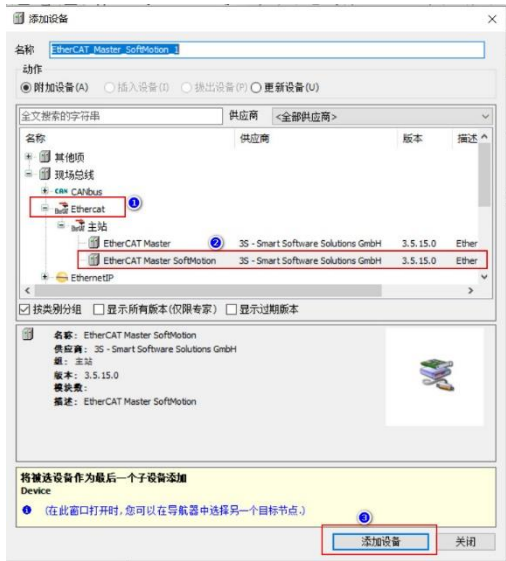 添加设备
名称 EtherCAT_Master_SoftMotion_1
动作
附加设备(A) 插入设备(I) 拔出设备(P) 更新设备(U)
全文搜索的字符串 供应商 <全部供应商>
名称 供应商 版本 描述
其他项
现场总线
CAN CANbus
Ethercat 1
主站
EtherCAT Master 2 3S - Smart Software Solutions GmbH 3.5.15.0 Ether
EtherCAT Master SoftMotion 3S - Smart Software Solutions GmbH 3.5.15.0 Ether
EthernetIP
按类别分组 显示所有版本(仅限专家) 显示过期版本
名称: EtherCAT Master SoftMotion
供应商: 3S - Smart Software Solutions GmbH
组: 主站
版本: 3.5.15.0
模块数:
描述: EtherCAT Master SoftMotion
将被选设备作为最后一个子设备添加
Device
(在此窗口打开时,您可以在导航器中选择另一个目标节点.)
3
添加设备 关闭